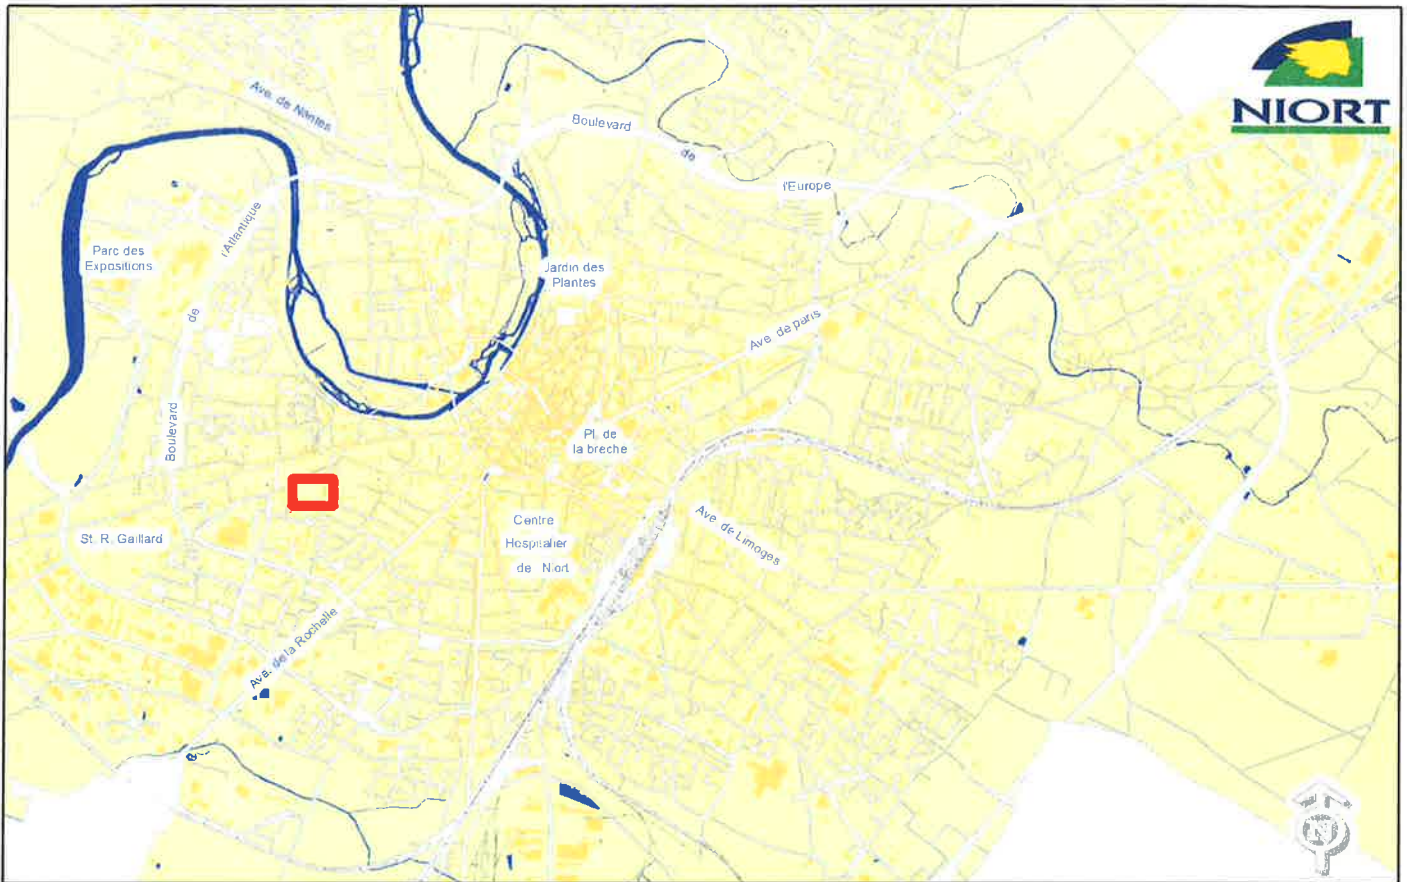 NIORT
Ave. de Nantes
Boulevard
de
l'Europe
l'Atlantique
Parc des
Expositions
Jardin des
Plantes
de
Ave. de paris
Boulevard
Pl. de
la breche
Centre
Hospitalier
de Niort
Ave. de Limoges
St. R. Gaillard
Ave. de la Rochelle
N